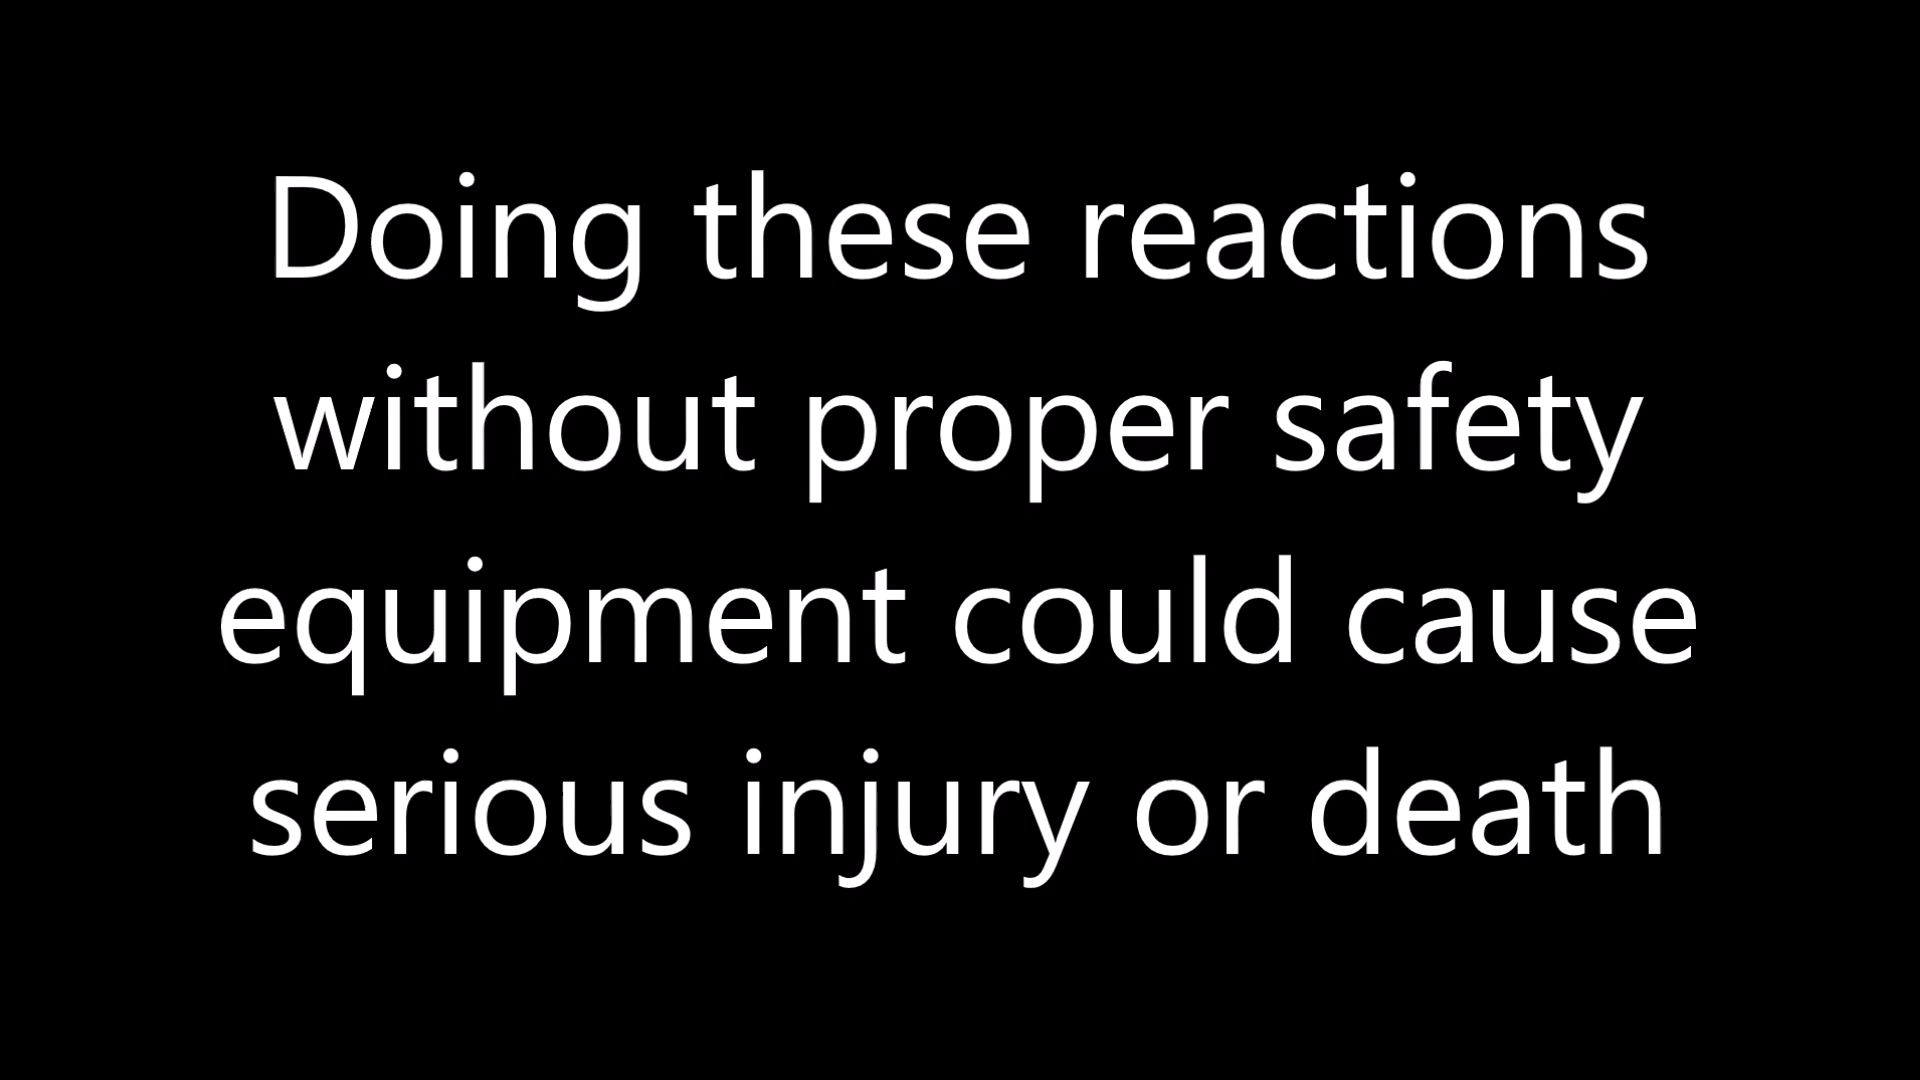 Doing these reactions
without proper safety
equipment could cause
serious injury or death